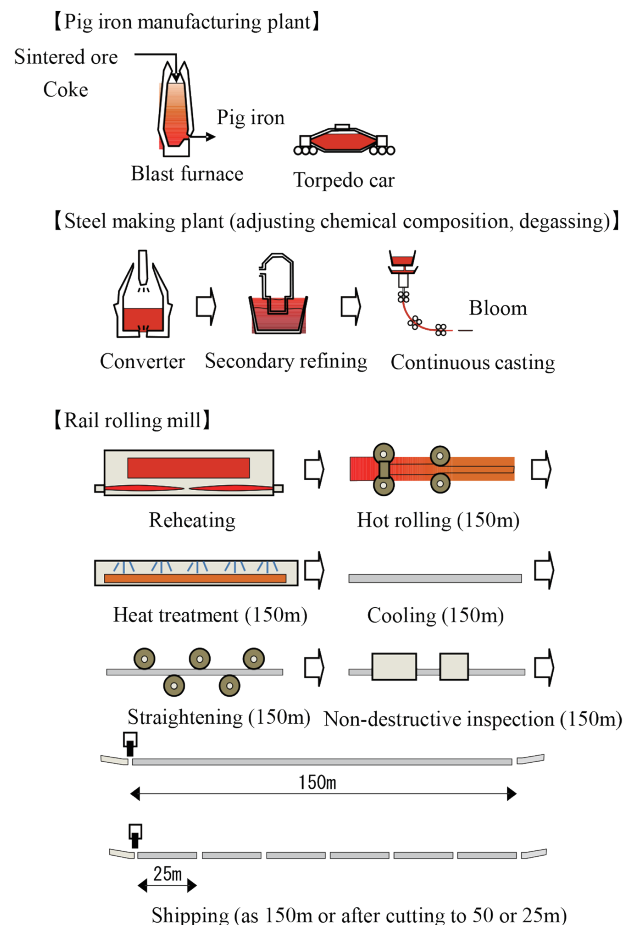 【Pig iron manufacturing plant】
Sintered ore
Coke
Pig iron
Blast furnace
Torpedo car
【Steel making plant (adjusting chemical composition, degassing)】
Bloom
Converter
Secondary refining
Continuous casting
【Rail rolling mill】
Reheating
Hot rolling (150m)
Heat treatment (150m)
Cooling (150m)
Straightening (150m)
Non-destructive inspection (150m)
150m
25m
Shipping (as 150m or after cutting to 50 or 25m)